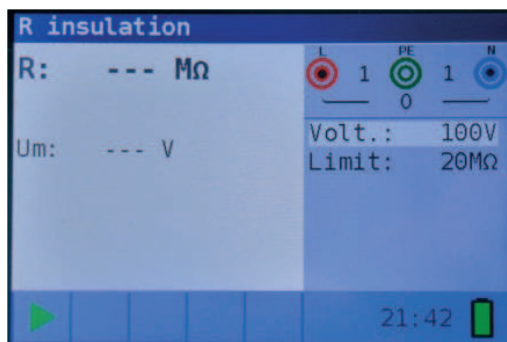 R insulation
R: --- MΩ
L PE N
1 1
0
Um: --- V
Volt.: 100V
Limit: 20MΩ
21:42